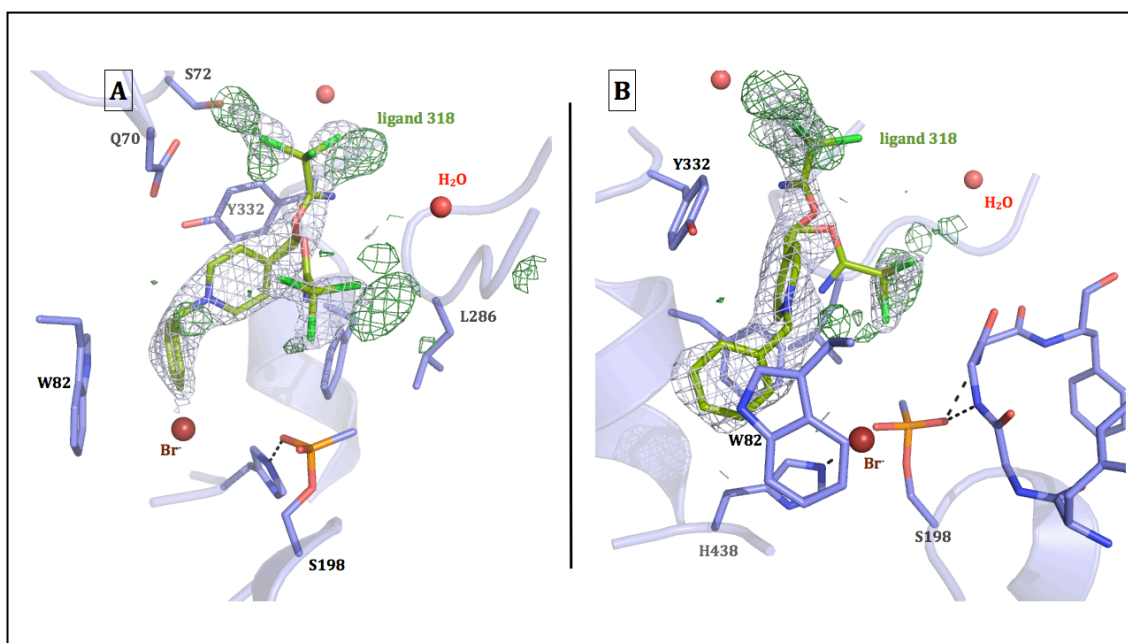 A
S72
ligand 318
Q70
H₂O
Y332
L286
W82
Br⁻
S198
B
ligand 318
Y332
H₂O
W82
Br⁻
S198
H438